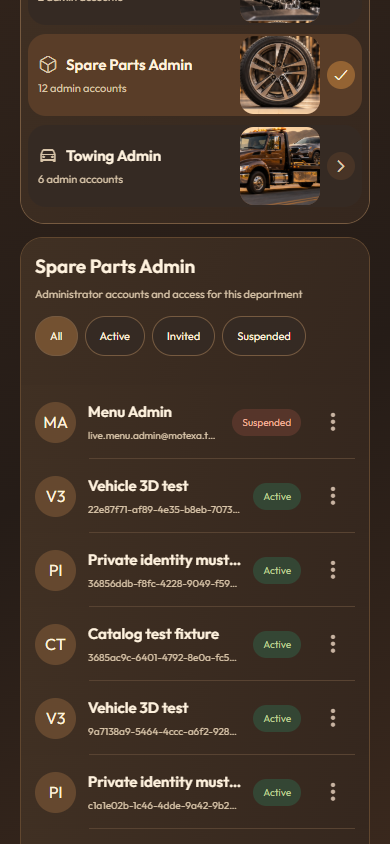 Spare Parts Admin
12 admin accounts
Towing Admin
6 admin accounts
Spare Parts Admin
Administrator accounts and access for this department
All Active Invited Suspended
MA Menu Admin
live.menu.admin@motexa.t... Suspended
V3 Vehicle 3D test
22e87f71-af89-4e35-b8eb-7073... Active
PI Private identity must...
36856ddb-f8fc-4228-9049-f59... Active
CT Catalog test fixture
3685ac9c-6401-4792-8e0a-fc5... Active
V3 Vehicle 3D test
9a7138a9-5464-4ccc-a6f2-928... Active
PI Private identity must...
c1a1e02b-1c46-4dde-9a42-9b2... Active